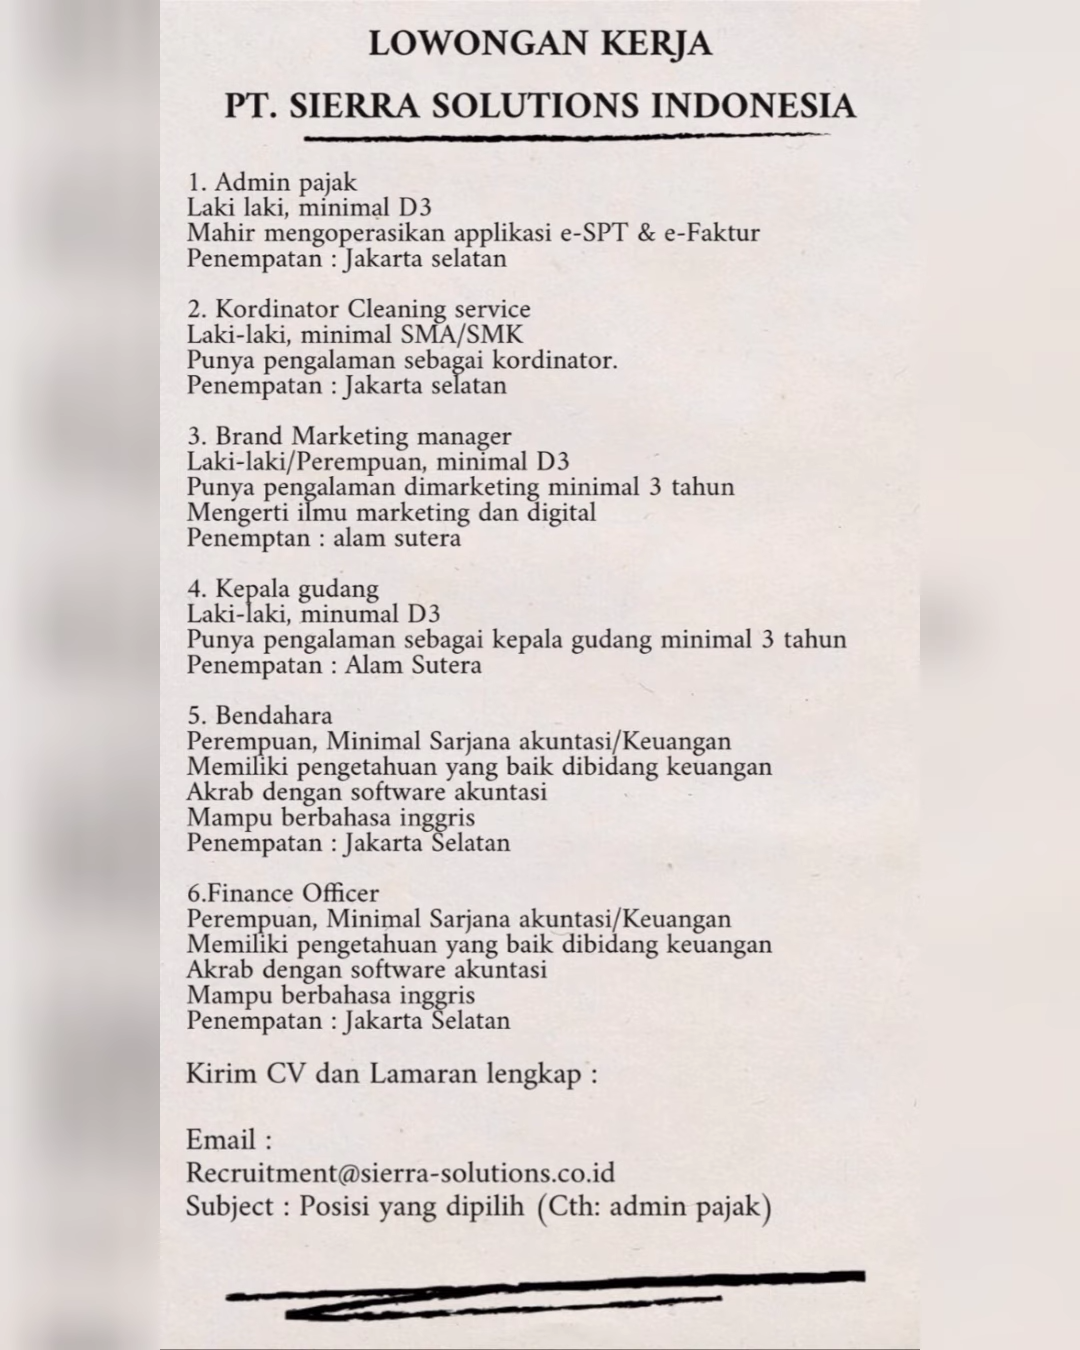 LOWONGAN KERJA
PT. SIERRA SOLUTIONS INDONESIA
1. Admin pajak
Laki laki, minimal D3
Mahir mengoperasikan applikasi e-SPT & e-Faktur
Penempatan : Jakarta selatan
2. Kordinator Cleaning service
Laki-laki, minimal SMA/SMK
Punya pengalaman sebagai kordinator.
Penempatan : Jakarta selatan
3. Brand Marketing manager
Laki-laki/Perempuan, minimal D3
Punya pengalaman dimarketing minimal 3 tahun
Mengerti ilmu marketing dan digital
Penemptan : alam sutera
4. Kepala gudang
Laki-laki, minumal D3
Punya pengalaman sebagai kepala gudang minimal 3 tahun
Penempatan : Alam Sutera
5. Bendahara
Perempuan, Minimal Sarjana akuntasi/Keuangan
Memiliki pengetahuan yang baik dibidang keuangan
Akrab dengan software akuntasi
Mampu berbahasa inggris
Penempatan : Jakarta Selatan
6.Finance Officer
Perempuan, Minimal Sarjana akuntasi/Keuangan
Memiliki pengetahuan yang baik dibidang keuangan
Akrab dengan software akuntasi
Mampu berbahasa inggris
Penempatan : Jakarta Selatan
Kirim CV dan Lamaran lengkap :
Email :
Recruitment@sierra-solutions.co.id
Subject : Posisi yang dipilih (Cth: admin pajak)